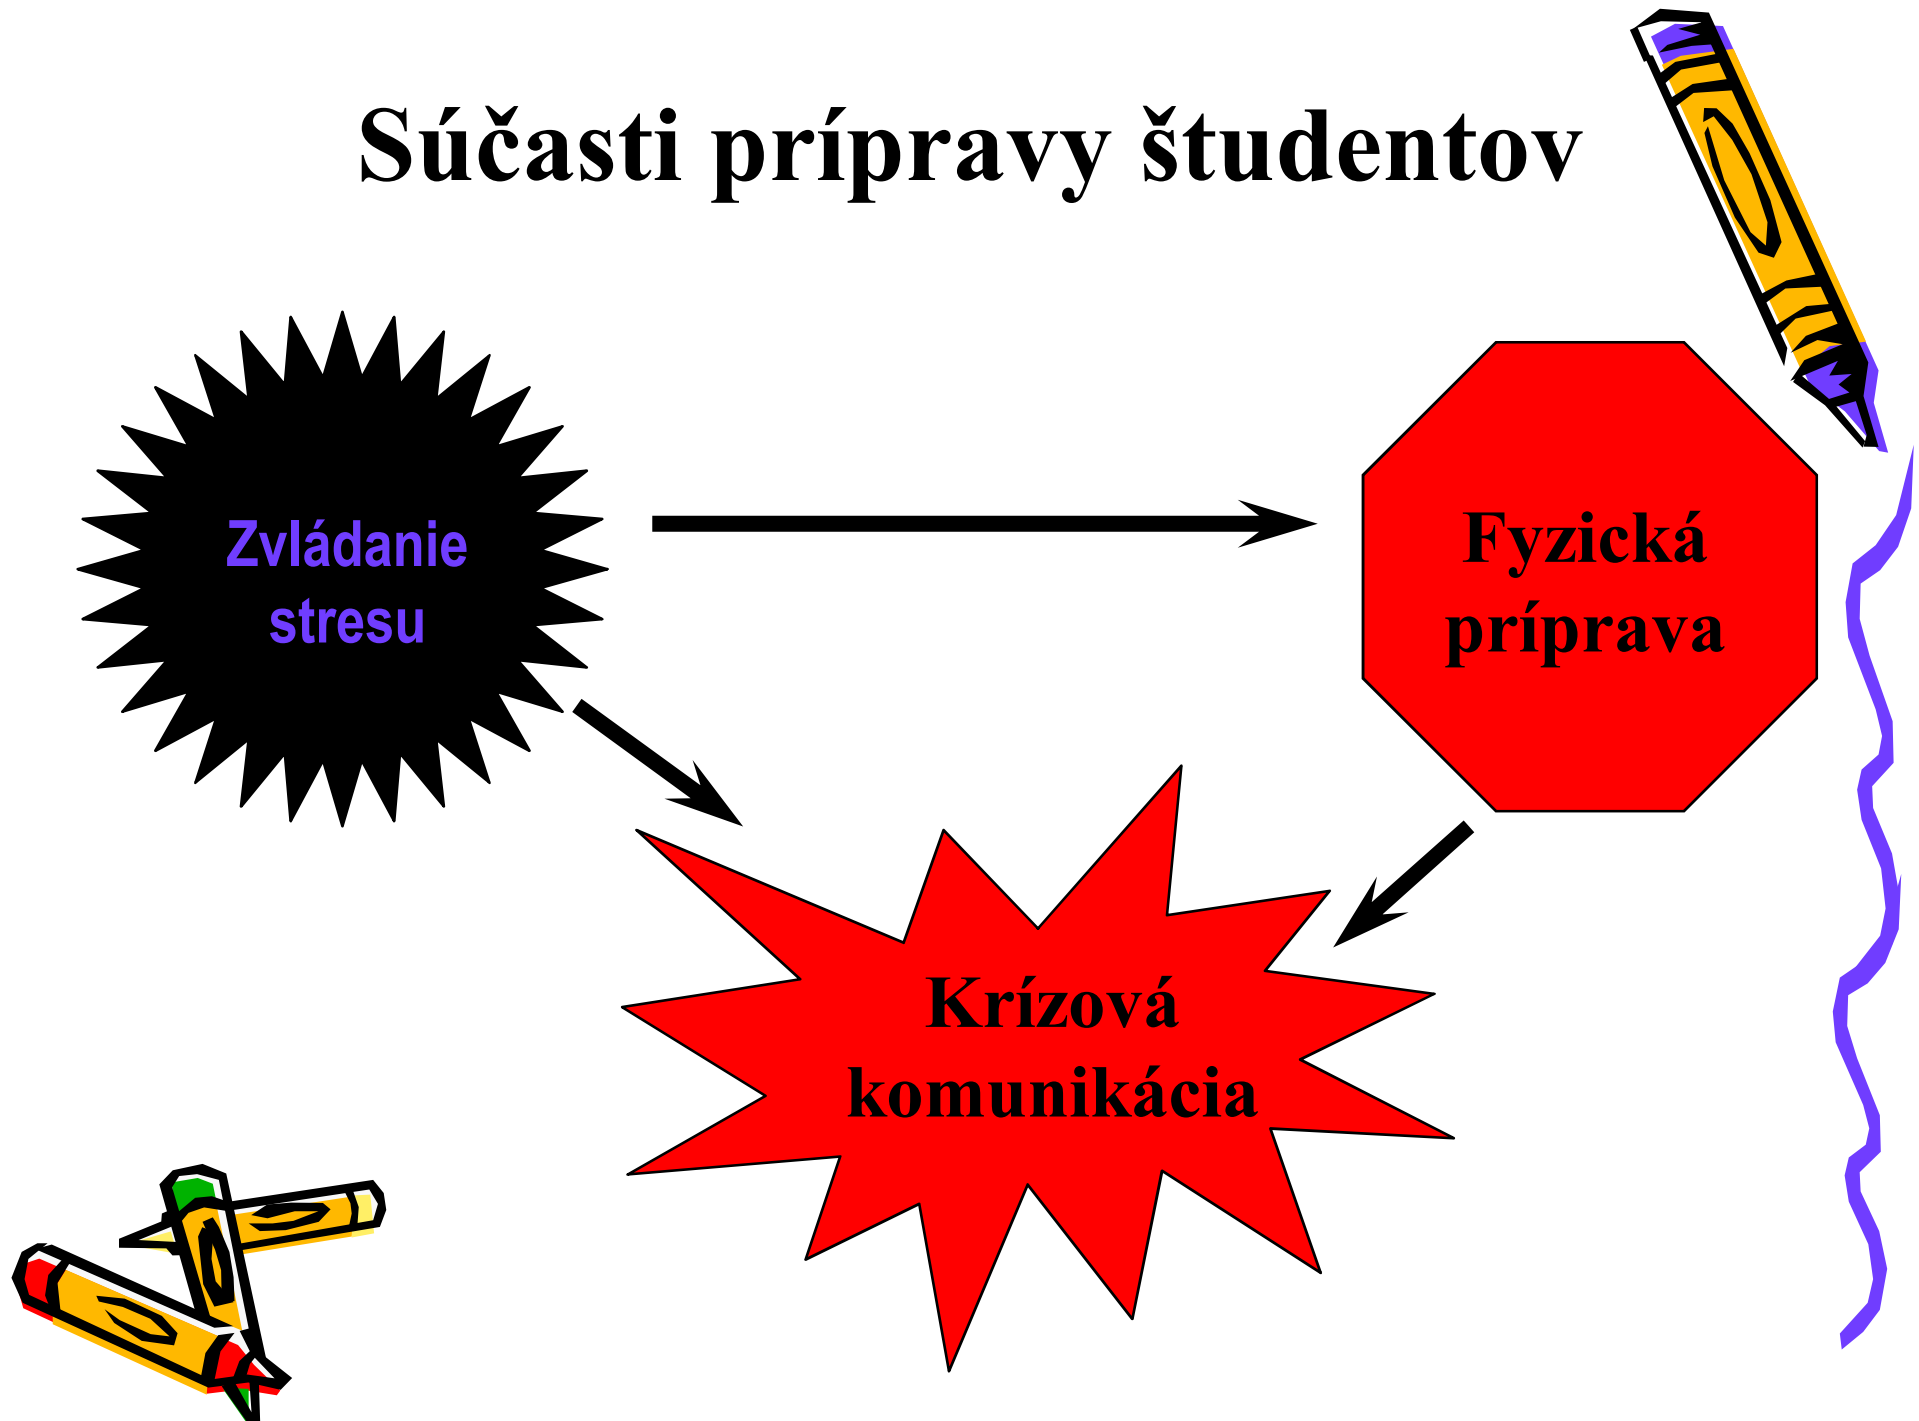 Súčasti prípravy študentov
Zvládanie
stresu
Fyzická
príprava
Krízová
komunikácia